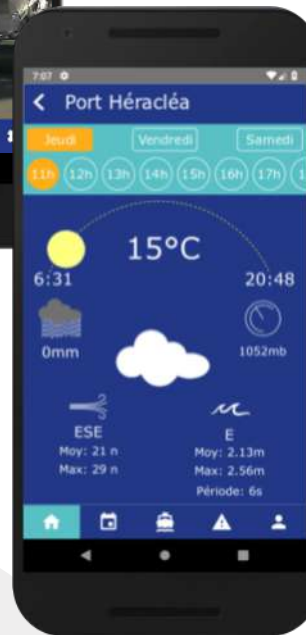 7:07
Port Héracléa
Jeudi Vendredi Samedi
11h 12h 13h 14h 15h 16h 17h 1
15°C
6:31 20:48
0mm 1052mb
ESE E
Moy: 21 n Moy: 2.13m
Max: 29 n Max: 2.56m
Période: 6s